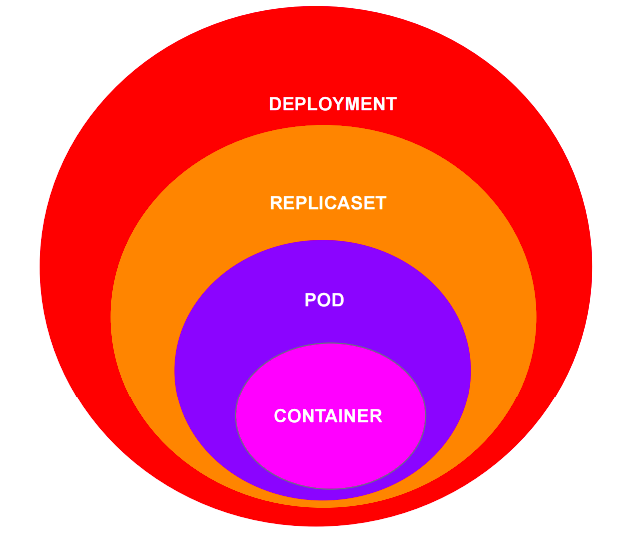 DEPLOYMENT
REPLICASET
POD
CONTAINER